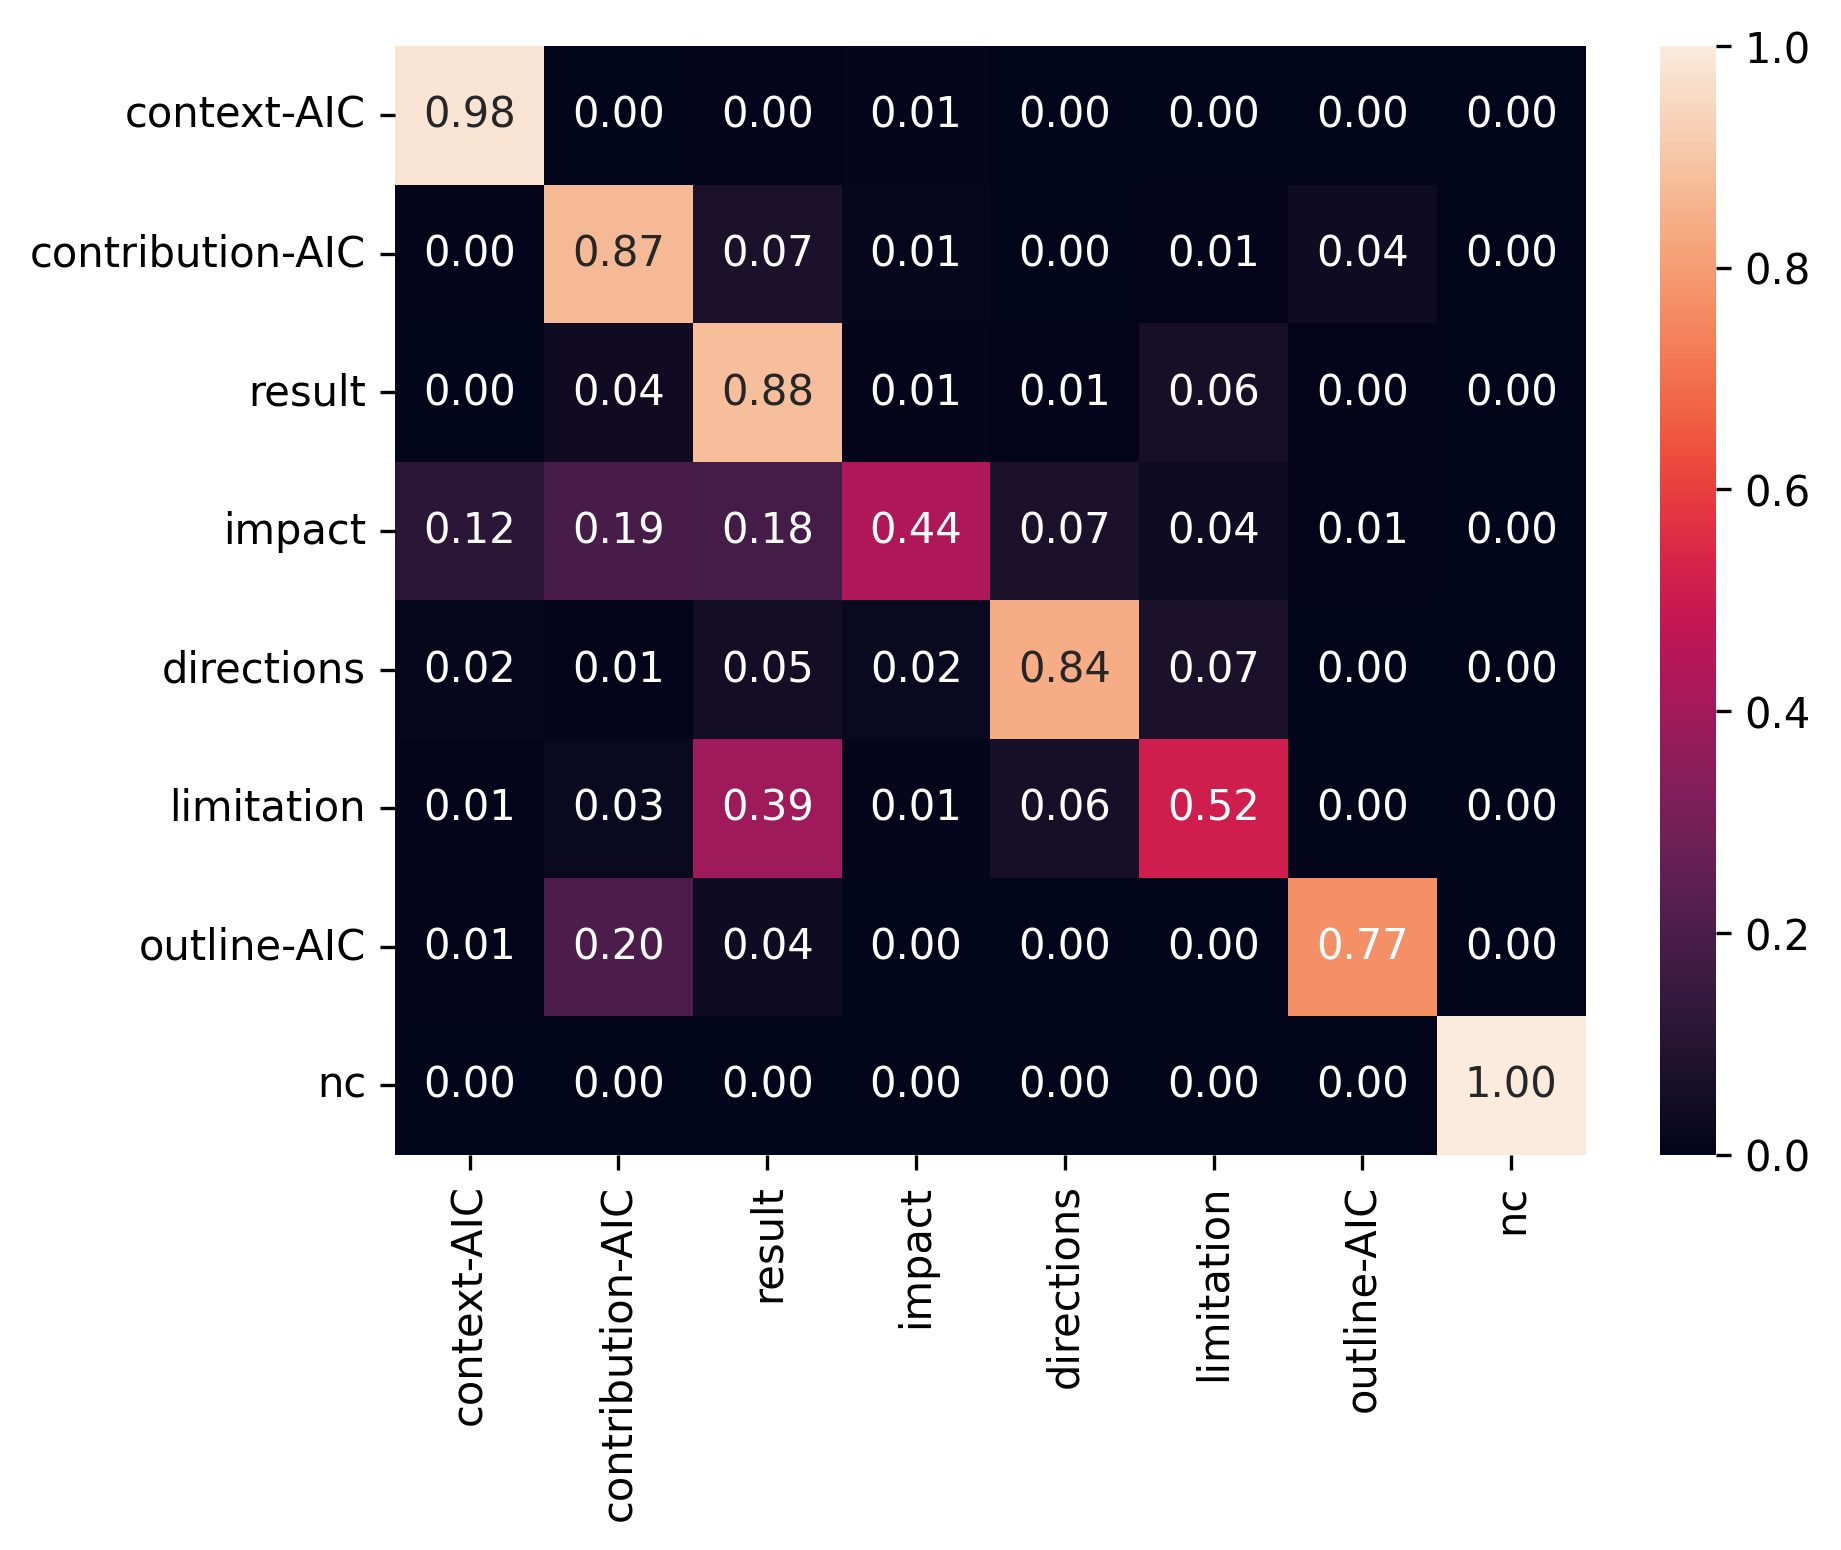 context-AIC 0.98 0.00 0.00 0.01 0.00 0.00 0.00 0.00
contribution-AIC 0.00 0.87 0.07 0.01 0.00 0.01 0.04 0.00
result 0.00 0.04 0.88 0.01 0.01 0.06 0.00 0.00
impact 0.12 0.19 0.18 0.44 0.07 0.04 0.01 0.00
directions 0.02 0.01 0.05 0.02 0.84 0.07 0.00 0.00
limitation 0.01 0.03 0.39 0.01 0.06 0.52 0.00 0.00
outline-AIC 0.01 0.20 0.04 0.00 0.00 0.00 0.77 0.00
nc 0.00 0.00 0.00 0.00 0.00 0.00 0.00 1.00
context-AIC
contribution-AIC
result
impact
directions
limitation
outline-AIC
nc
1.0
0.8
0.6
0.4
0.2
0.0